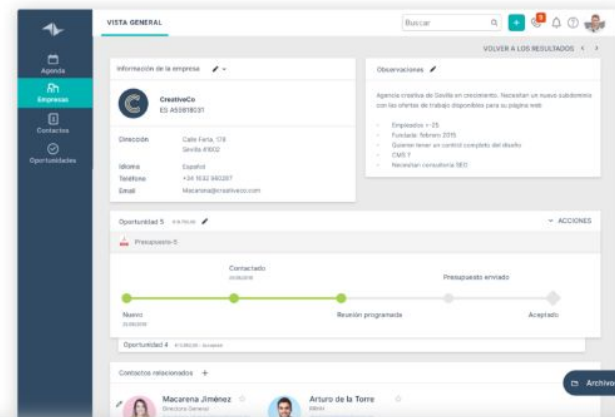 VISTA GENERAL
Buscar
VOLVER A LOS RESULTADOS < >
Agenda
Empresas
Contactos
Oportunidades
Información de la empresa
CreativeCo
ES A50818031
Dirección Calle Feria, 178
Sevilla 41002
Idioma Español
Teléfono
Email Macarena@creativeco.com
Observaciones
Agencia creativa de Sevilla en crecimiento. Necesitan un nuevo subdominio
con las ofertas de trabajo disponibles para su página web
- Empleados +-25
- Fundada: febrero 2015
- Quieren tener un control completo del diseño
- CMS ?
- Necesitan consultoría SEO
Oportunidad 5
ACCIONES
Presupuesto-5
Contactado
Presupuesto enviado
Nuevo
Reunión programada
Aceptado
Oportunidad 4
Contactos relacionados +
Archivo
Macarena Jiménez
Directora General
Arturo de la Torre